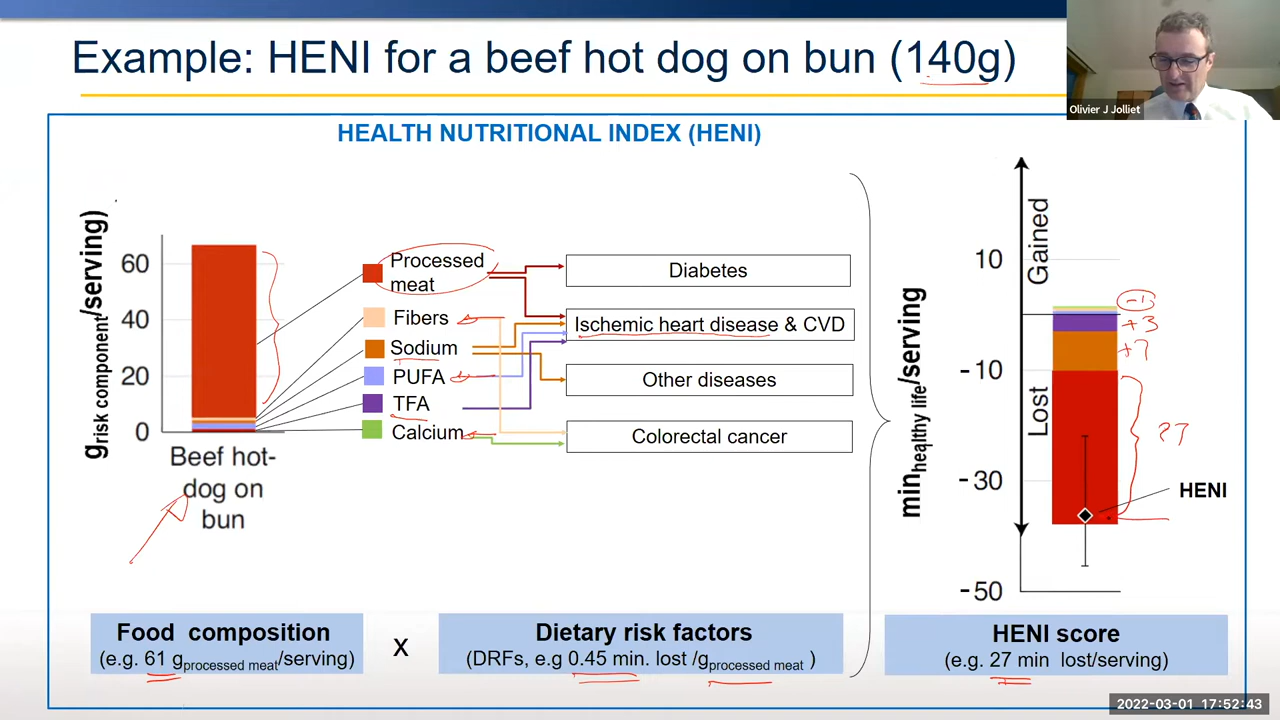 Example: HENI for a beef hot dog on bun (140g)
Olivier J Jolliet
HEALTH NUTRITIONAL INDEX (HENI)
g risk component/serving)
60
40
20
0
Beef hot-
dog on
bun
Processed
meat
Fibers
Sodium
PUFA
TFA
Calcium
Diabetes
Ischemic heart disease & CVD
Other diseases
Colorectal cancer
min healthy life/serving
Gained
Lost
10
-10
-30
-50
+3
+7
HENI
Food composition
(e.g. 61 g processed meat/serving)
x
Dietary risk factors
(DRFs, e.g 0.45 min. lost /g processed meat )
HENI score
(e.g. 27 min lost/serving)
2022-03-01 17:52:43